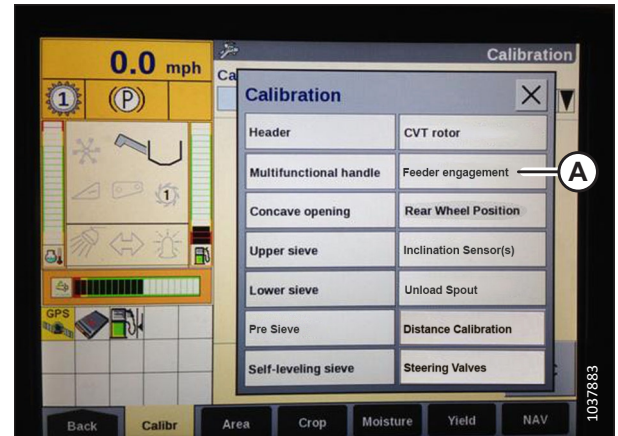 0.0 mph
Calibration
Ca
1
(P)
Calibration
X
Header
CVT rotor
Multifunctional handle
Feeder engagement
A
Concave opening
Rear Wheel Position
1
Upper sieve
Inclination Sensor(s)
Lower sieve
Unload Spout
GPS
Pre Sieve
Distance Calibration
Self-leveling sieve
Steering Valves
Back
Calibr
Area
Crop
Moisture
Yield
NAV
1037883